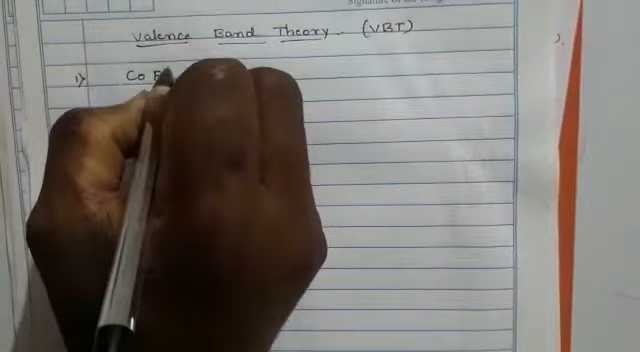 Valence Band Theory - (VBT)
1) Co F